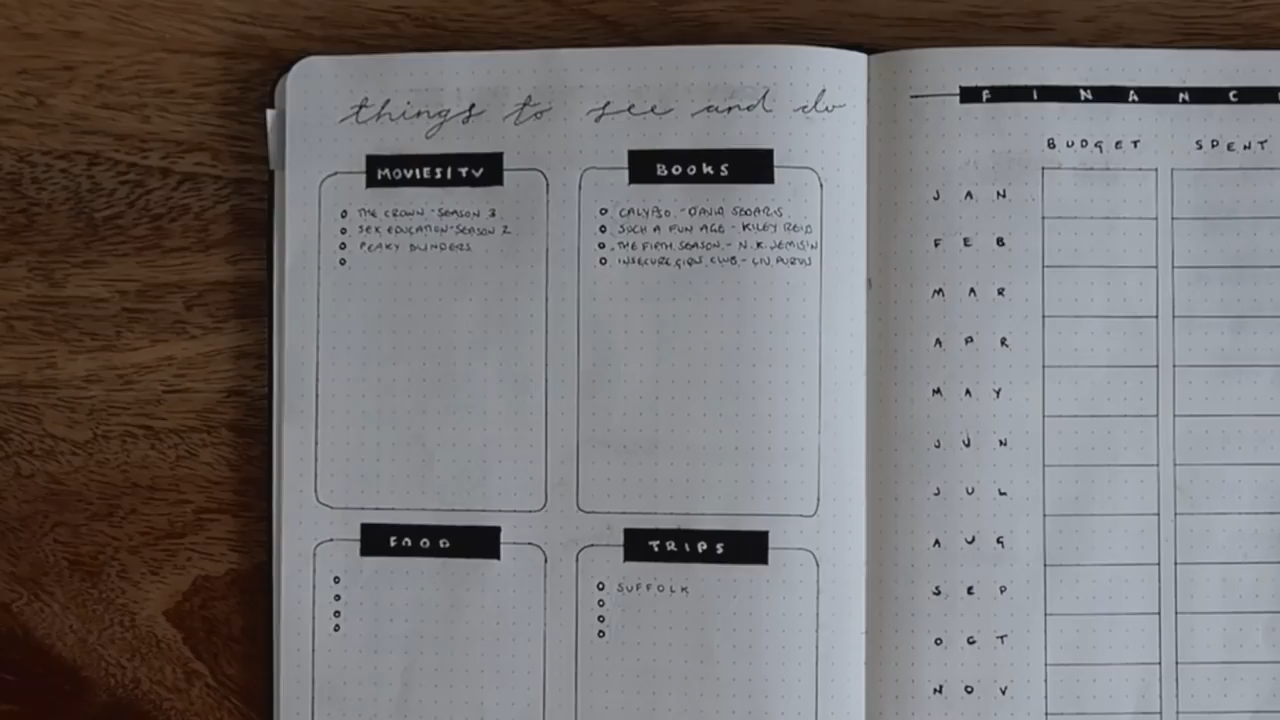 things to see and do
MOVIES/TV
THE CROWN - SEASON 3
SEX EDUCATION - SEASON 2
PEAKY BLINDERS
BOOKS
CALYPSO - DAVID SEDARIS
SUCH A FUN AGE - KILEY REID
THE FIFTH SEASON - N.K. JEMISIN
INSECURE GIRLS CLUB - LIV PURVIS
FOOD
TRIPS
SUFFOLK
FINANCE
BUDGET SPENT
JAN
FEB
MAR
APR
MAY
JUN
JUL
AUG
SEP
OCT
NOV